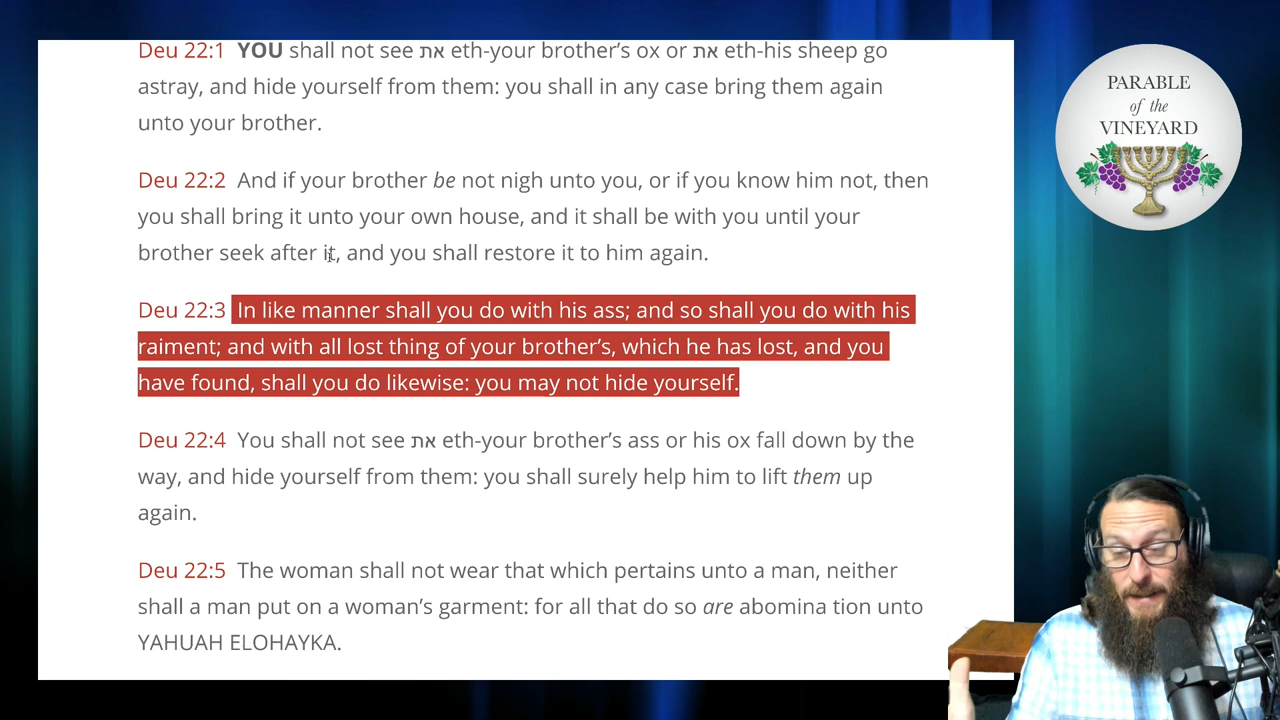 Deu 22:1 YOU shall not see את eth-your brother’s ox or את eth-his sheep go
astray, and hide yourself from them: you shall in any case bring them again
unto your brother.
Deu 22:2 And if your brother be not nigh unto you, or if you know him not, then
you shall bring it unto your own house, and it shall be with you until your
brother seek after it, and you shall restore it to him again.
Deu 22:3 In like manner shall you do with his ass; and so shall you do with his
raiment; and with all lost thing of your brother’s, which he has lost, and you
have found, shall you do likewise: you may not hide yourself.
Deu 22:4 You shall not see את eth-your brother’s ass or his ox fall down by the
way, and hide yourself from them: you shall surely help him to lift them up
again.
Deu 22:5 The woman shall not wear that which pertains unto a man, neither
shall a man put on a woman’s garment: for all that do so are abomina tion unto
YAHUAH ELOHAYKA.
PARABLE
of the
VINEYARD